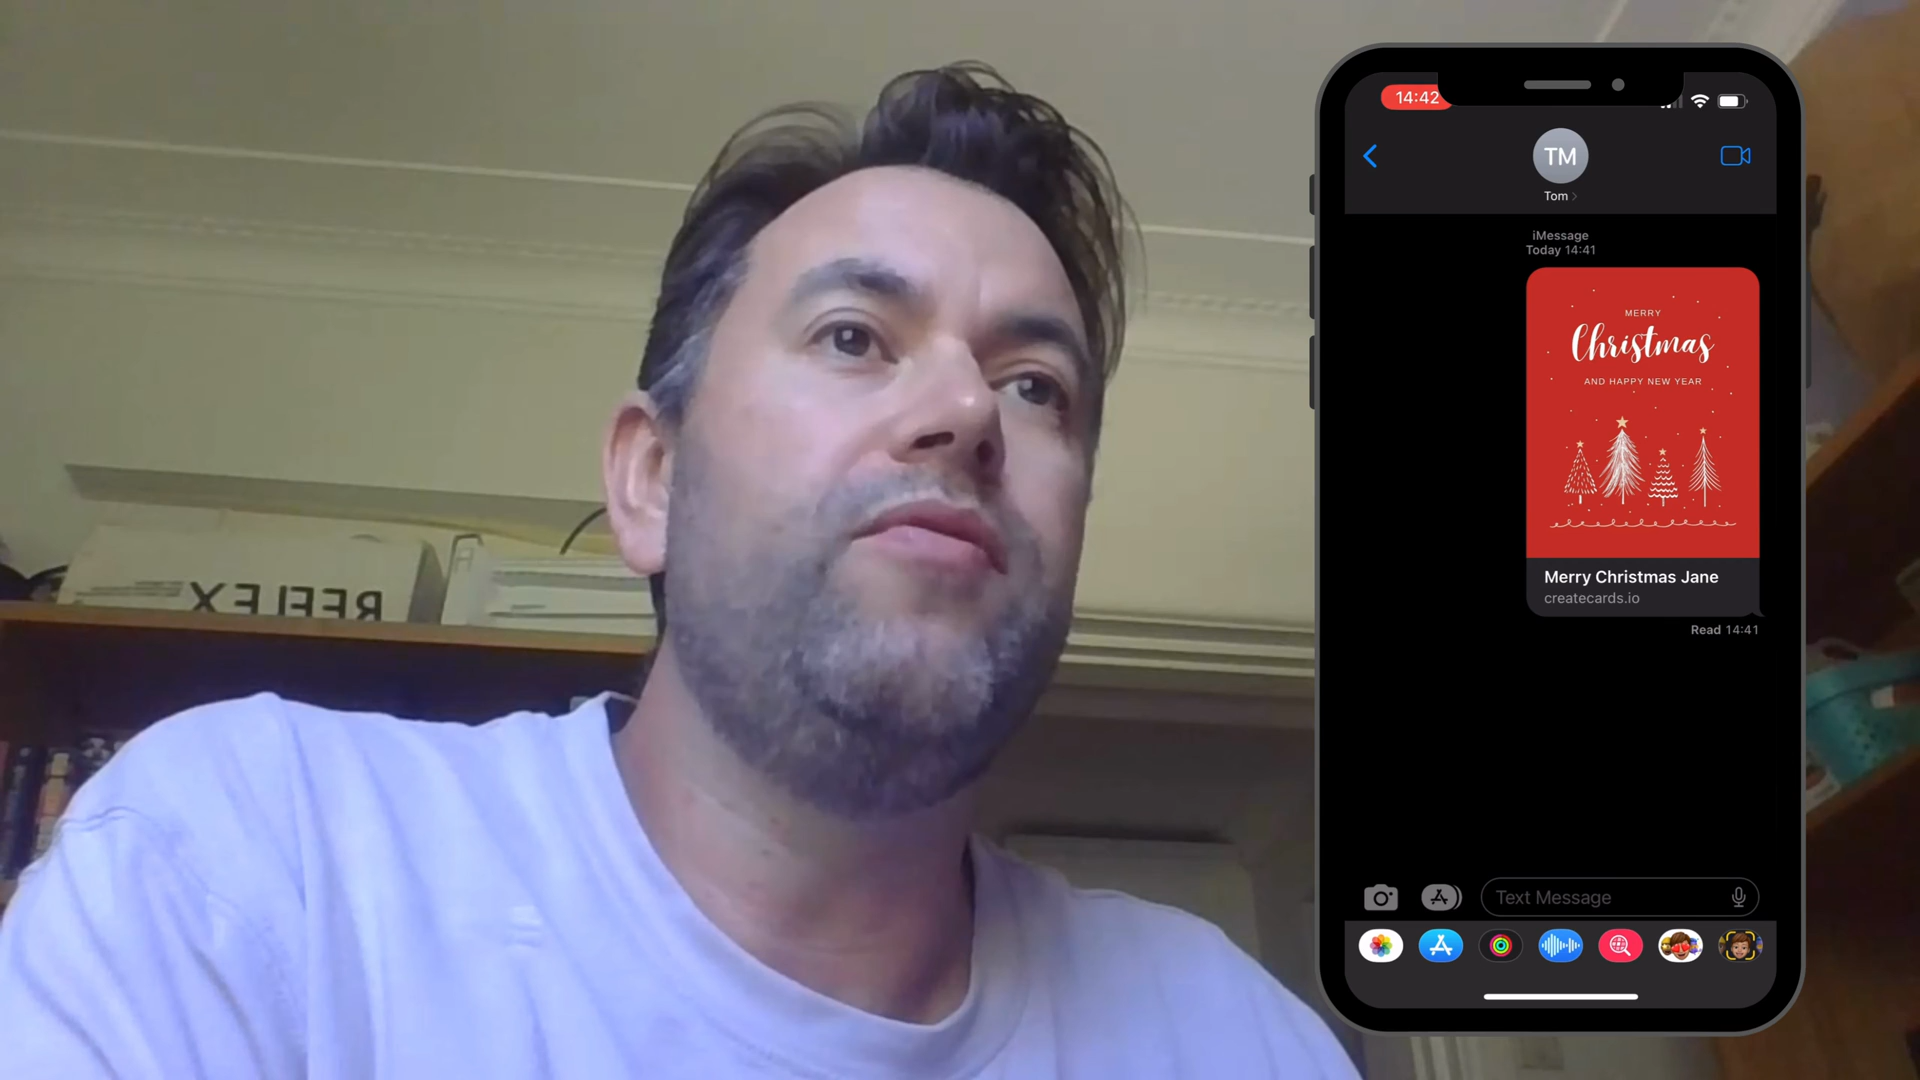 REFLEX
14:42
TM
Tom
iMessage
Today 14:41
MERRY
Christmas
AND HAPPY NEW YEAR
Merry Christmas Jane
createcards.io
Read 14:41
Text Message